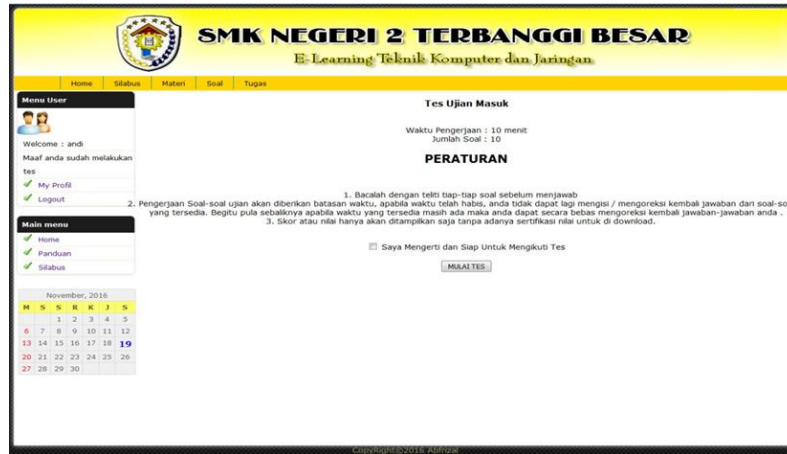 SMK NEGERI 2 TERBANGGI BESAR
E-Learning Teknik Komputer dan Jaringan
Home Silabus Materi Soal Tugas
Menu User
Welcome : andi
Maaf anda sudah melakukan
tes
My Profil
Logout
Main menu
Home
Panduan
Silabus
November, 2016
M S S R K J S
1 2 3 4 5
6 7 8 9 10 11 12
13 14 15 16 17 18 19
20 21 22 23 24 25 26
27 28 29 30
Tes Ujian Masuk
Waktu Pengerjaan : 10 menit
Jumlah Soal : 10
PERATURAN
1. Bacalah dengan teliti tiap-tiap soal sebelum menjawab
2. Pengerjaan Soal-soal ujian akan diberikan batasan waktu, apabila waktu telah habis, anda tidak dapat lagi mengisi / mengoreksi kembali jawaban dari soal-so
yang tersedia. Begitu pula sebaliknya apabila waktu yang tersedia masih ada maka anda dapat secara bebas mengoreksi kembali jawaban-jawaban anda .
3. Skor atau nilai hanya akan ditampilkan saja tanpa adanya sertifikasi nilai untuk di download.
Saya Mengerti dan Siap Untuk Mengikuti Tes
MULAI TES
CopyRight@2016 Abfrizal